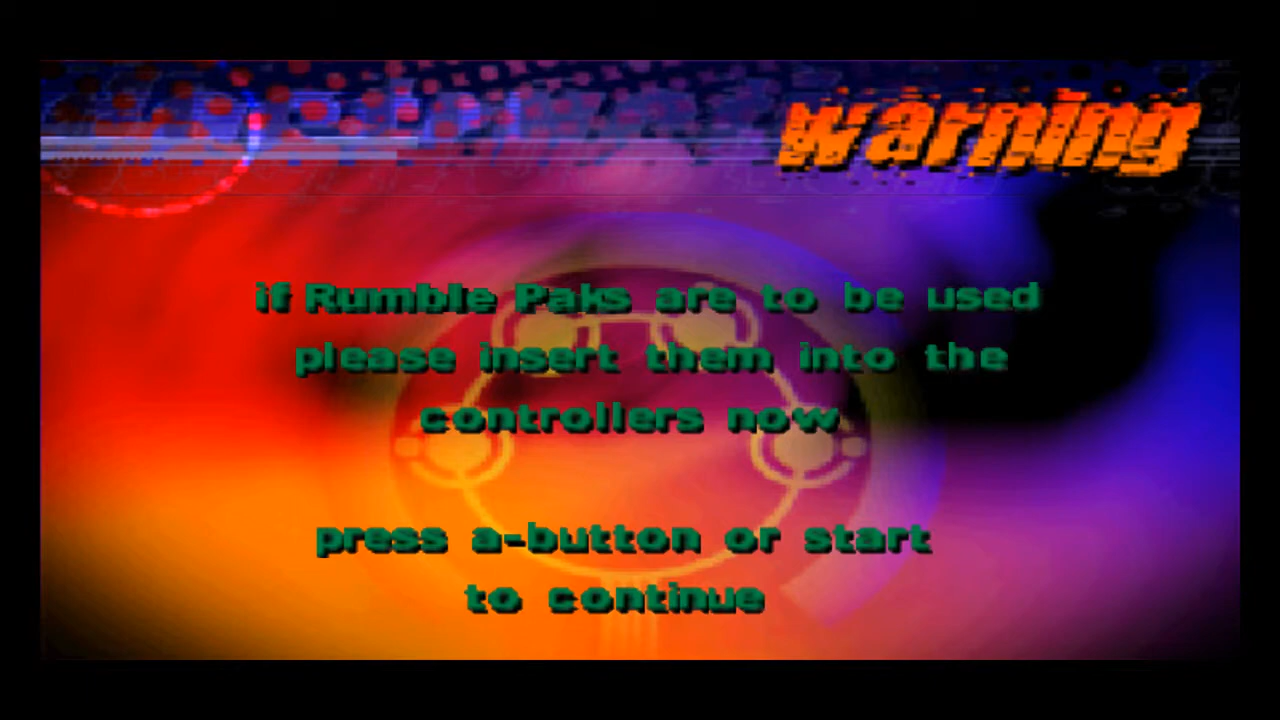 warning
if Rumble Paks are to be used
please insert them into the
controllers now
press a-button or start
to continue